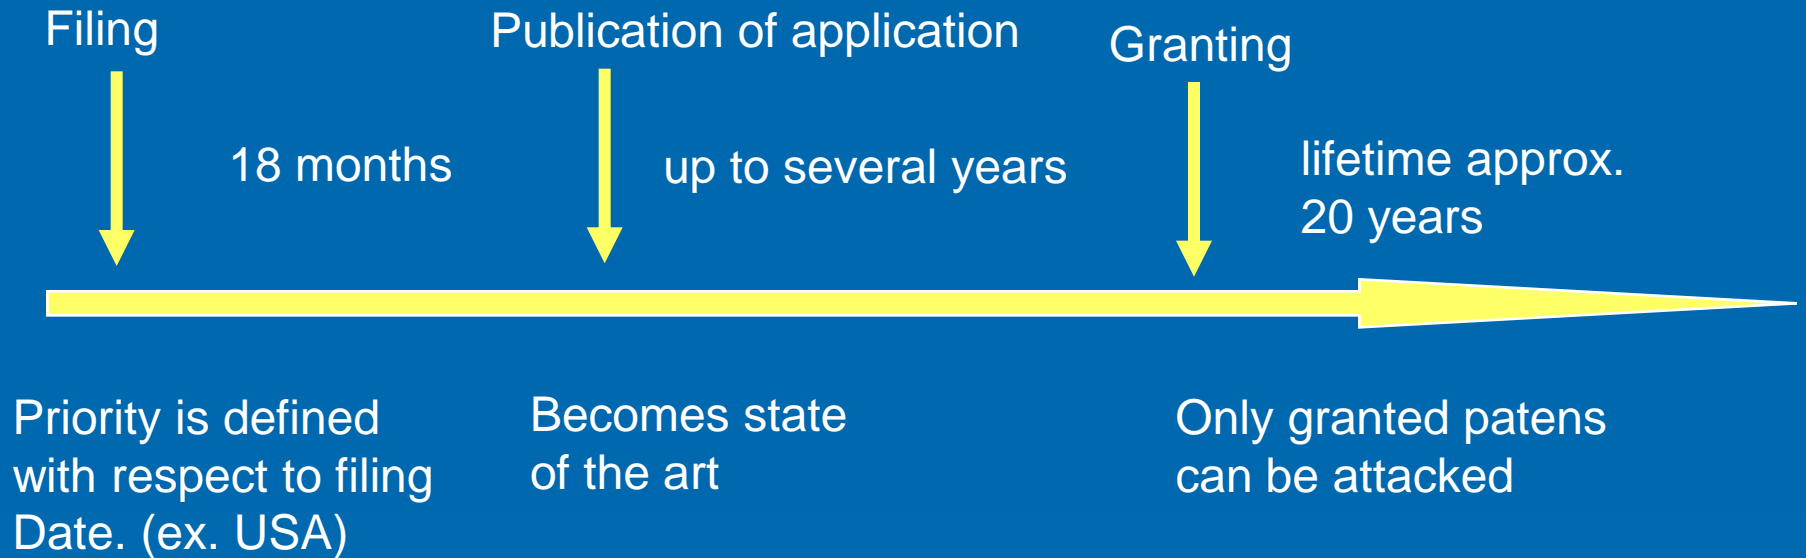 Filing
Publication of application
Granting
18 months
up to several years
lifetime approx.
20 years
Priority is defined
with respect to filing
Date. (ex. USA)
Becomes state
of the art
Only granted patens
can be attacked